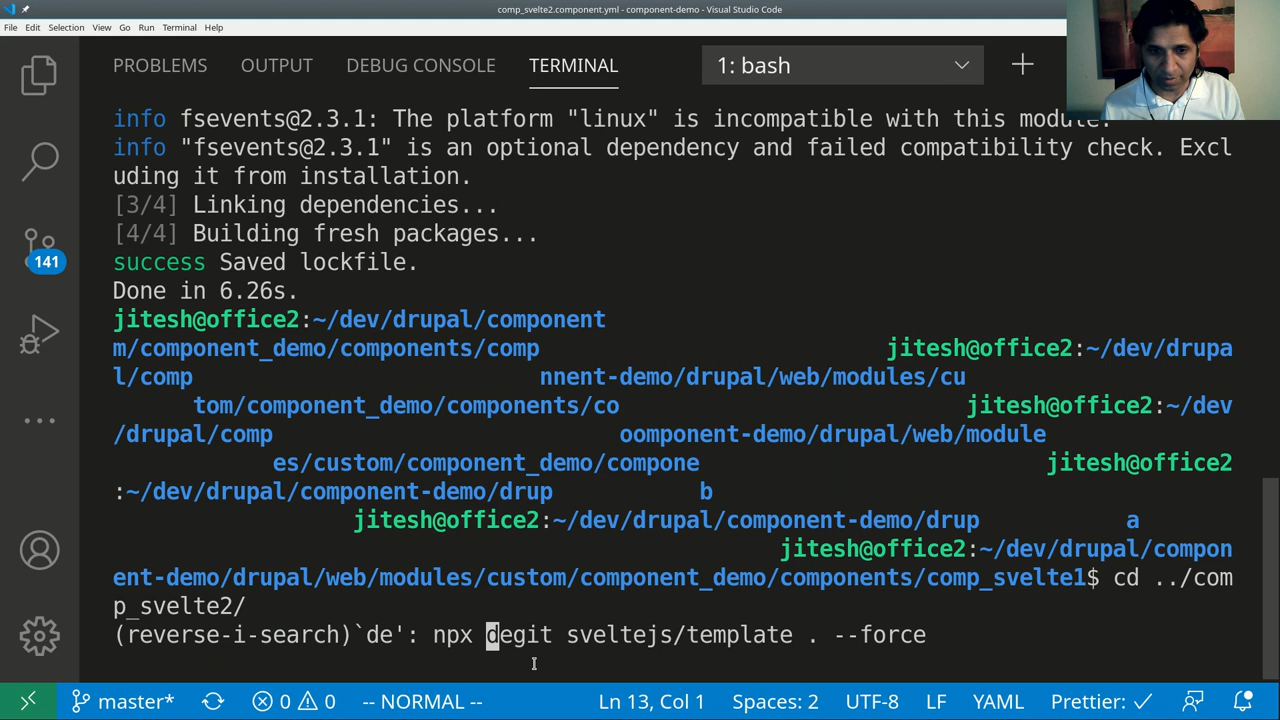 comp_svelte2.component.yml - component-demo - Visual Studio Code
File Edit Selection View Go Run Terminal Help
PROBLEMS OUTPUT DEBUG CONSOLE TERMINAL 1: bash
info fsevents@2.3.1: The platform "linux" is incompatible with this module.
info "fsevents@2.3.1" is an optional dependency and failed compatibility check. Excl
uding it from installation.
[3/4] Linking dependencies...
[4/4] Building fresh packages...
success Saved lockfile.
Done in 6.26s.
jitesh@office2:~/dev/drupal/component
m/component_demo/components/comp jitesh@office2:~/dev/drupa
l/comp nnent-demo/drupal/web/modules/cu
tom/component_demo/components/co jitesh@office2:~/dev
/drupal/comp oomponent-demo/drupal/web/module
es/custom/component_demo/compone jitesh@office2
:~/dev/drupal/component-demo/drup b
jitesh@office2:~/dev/drupal/component-demo/drup a
jitesh@office2:~/dev/drupal/compon
ent-demo/drupal/web/modules/custom/component_demo/components/comp_svelte1$ cd ../com
p_svelte2/
(reverse-i-search)`de': npx degit sveltejs/template . --force
141
master* 0 0 -- NORMAL -- Ln 13, Col 1 Spaces: 2 UTF-8 LF YAML Prettier: